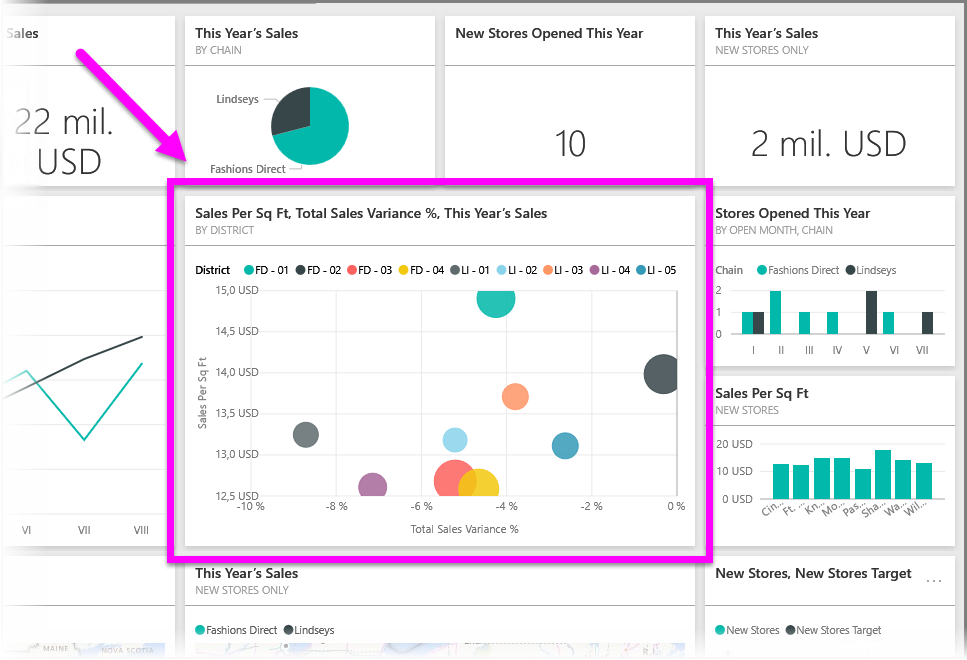 Sales
22 mil.
USD
This Year's Sales
BY CHAIN
Lindseys
Fashions Direct
New Stores Opened This Year
10
This Year's Sales
NEW STORES ONLY
2 mil. USD
VI VII VIII
Sales Per Sq Ft, Total Sales Variance %, This Year's Sales
BY DISTRICT
District FD - 01 FD - 02 FD - 03 FD - 04 LI - 01 LI - 02 LI - 03 LI - 04 LI - 05
Sales Per Sq Ft
15,0 USD
14,5 USD
14,0 USD
13,5 USD
13,0 USD
12,5 USD
-10 % -8 % -6 % -4 % -2 % 0 %
Total Sales Variance %
Stores Opened This Year
BY OPEN MONTH, CHAIN
Chain Fashions Direct Lindseys
2
1
0
I II III IV V VI VII
Sales Per Sq Ft
NEW STORES
20 USD
10 USD
0 USD
Cin... Ft. ... Kn... Mo... Pas... Sha... Wa... Wil...
MAINE
NOVA SCOTIA
This Year's Sales
NEW STORES ONLY
Fashions Direct Lindseys
New Stores, New Stores Target
...
New Stores New Stores Target